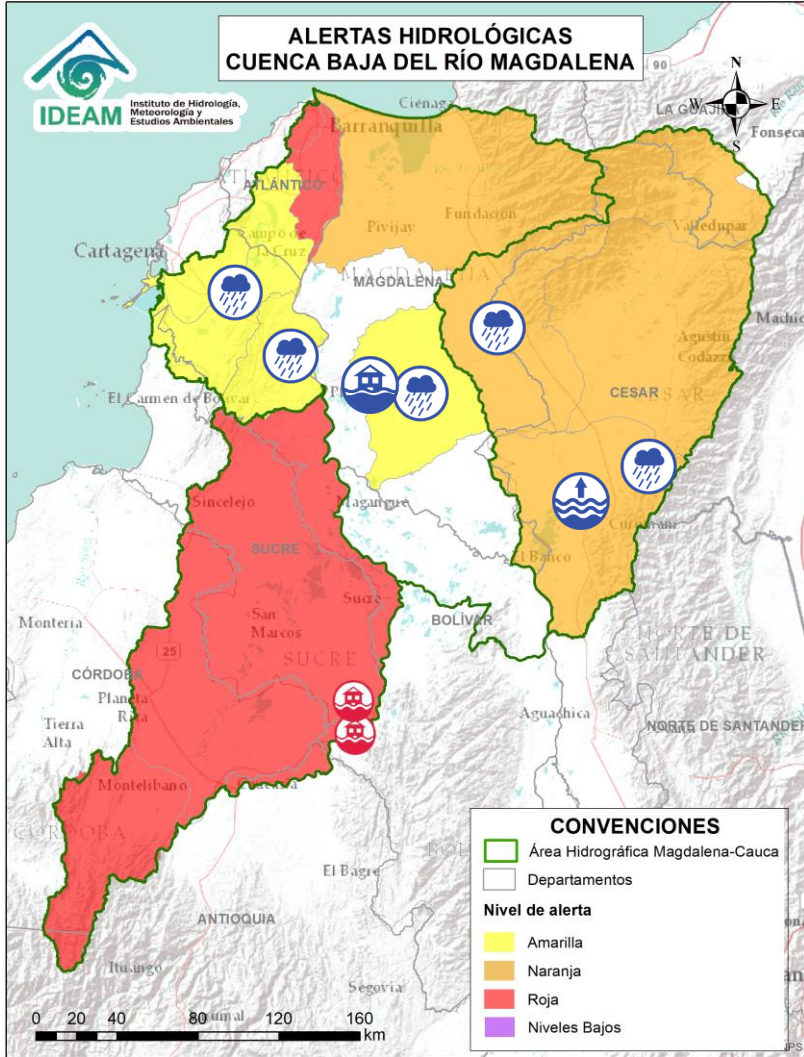 ALERTAS HIDROLÓGICAS
CUENCA BAJA DEL RÍO MAGDALENA
IDEAM
Instituto de Hidrología,
Meteorología y
Estudios Ambientales
N
W
E
S
90
Ciénaga
LA GUAJIRA
Fonseca
Barranquilla
ATLÁNTICO
Pivijay
Fundación
Valledupar
Campo de
la Cruz
Cartagena
MAGDALENA
MAGDALENA
Agustín
Codazzi
CESAR
El Carmen de Bolívar
Sincelejo
Magangué
El Banco
SUCRE
Sucre
BOLÍVAR
Montería
San
Marcos
SUCRE
25
NORTE DE
SANTANDER
CÓRDOBA
Planeta
Rica
Tierra
Alta
Aguachica
NORTE DE SANTANDER
Montelíbano
CÓRDOBA
El Bagre
ANTIOQUIA
Ituango
Segovia
CONVENCIONES
Área Hidrográfica Magdalena-Cauca
Departamentos
Nivel de alerta
Amarilla
Naranja
Roja
Niveles Bajos
0 20 40 80 120 160
km